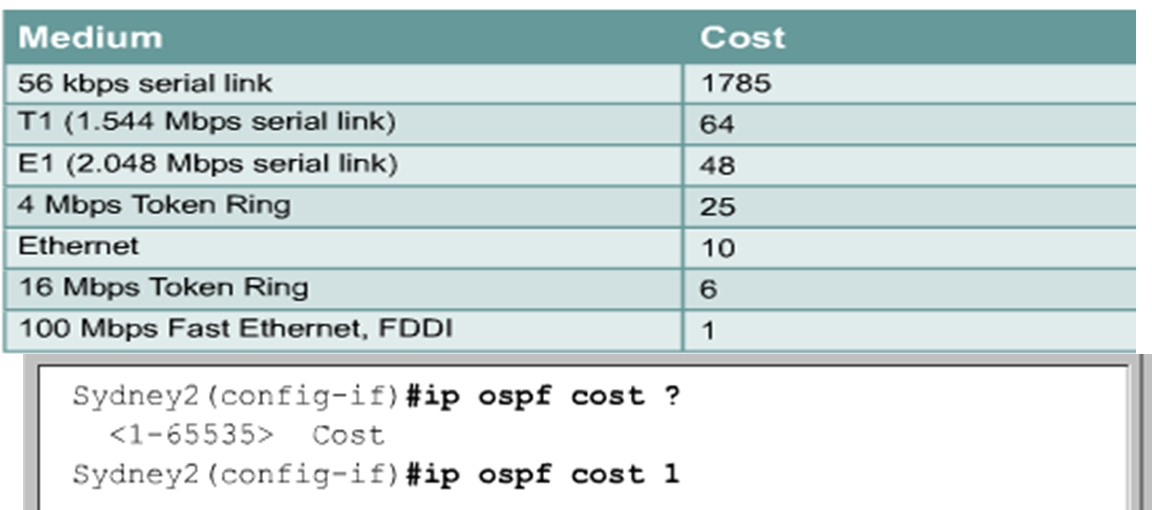 Medium Cost
56 kbps serial link 1785
T1 (1.544 Mbps serial link) 64
E1 (2.048 Mbps serial link) 48
4 Mbps Token Ring 25
Ethernet 10
16 Mbps Token Ring 6
100 Mbps Fast Ethernet, FDDI 1
Sydney2(config-if)#ip ospf cost ?
<1-65535> Cost
Sydney2(config-if)#ip ospf cost 1